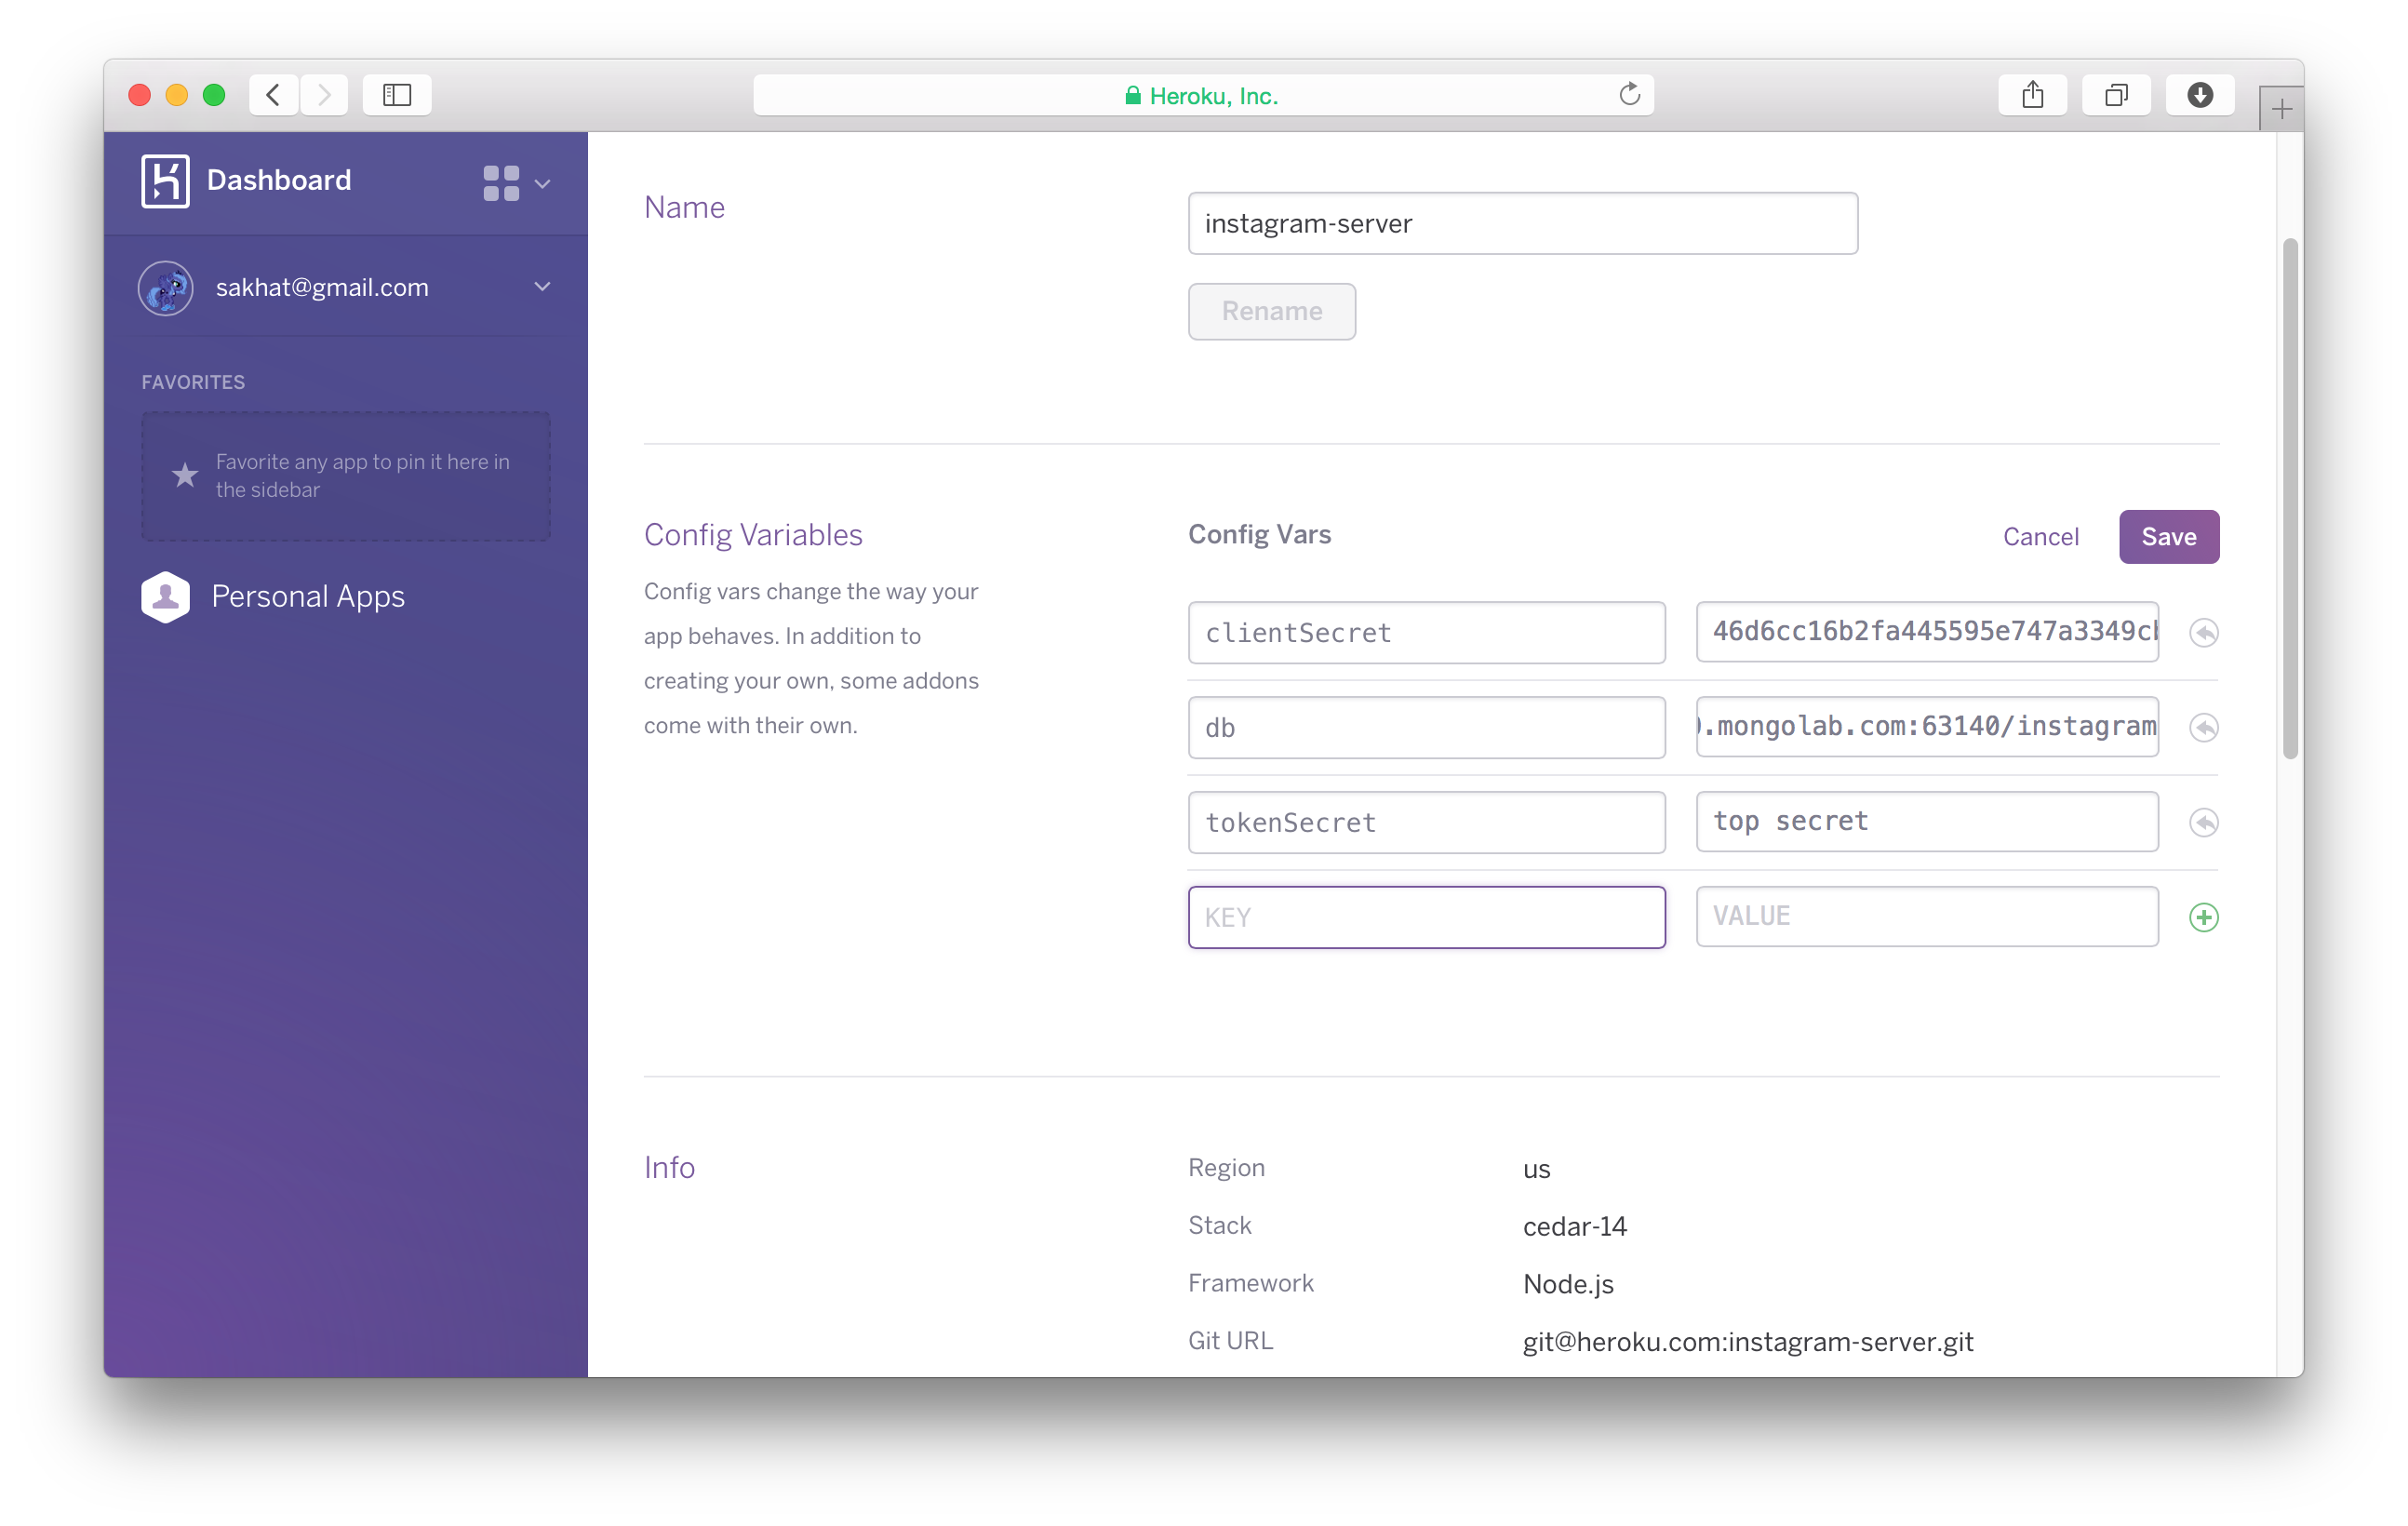 Heroku, Inc.
Dashboard
sakhat@gmail.com
FAVORITES
Favorite any app to pin it here in
the sidebar
Personal Apps
Name
instagram-server
Rename
Config Variables
Config vars change the way your
app behaves. In addition to
creating your own, some addons
come with their own.
Config Vars
Cancel
Save
clientSecret
46d6cc16b2fa445595e747a3349c
db
.mongolab.com:63140/instagram
tokenSecret
top secret
KEY
VALUE
Info
Region
us
Stack
cedar-14
Framework
Node.js
Git URL
git@heroku.com:instagram-server.git